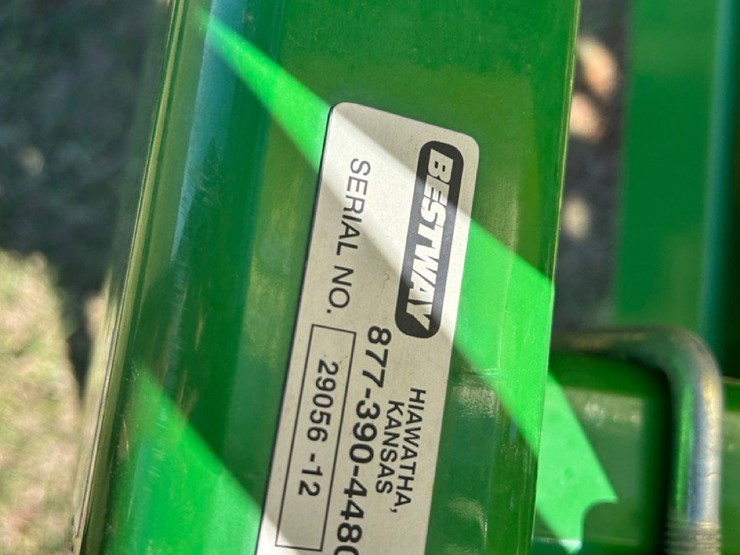 BESTWAY
HIAWATHA,
KANSAS
877-390-4480
SERIAL NO. 29056-12